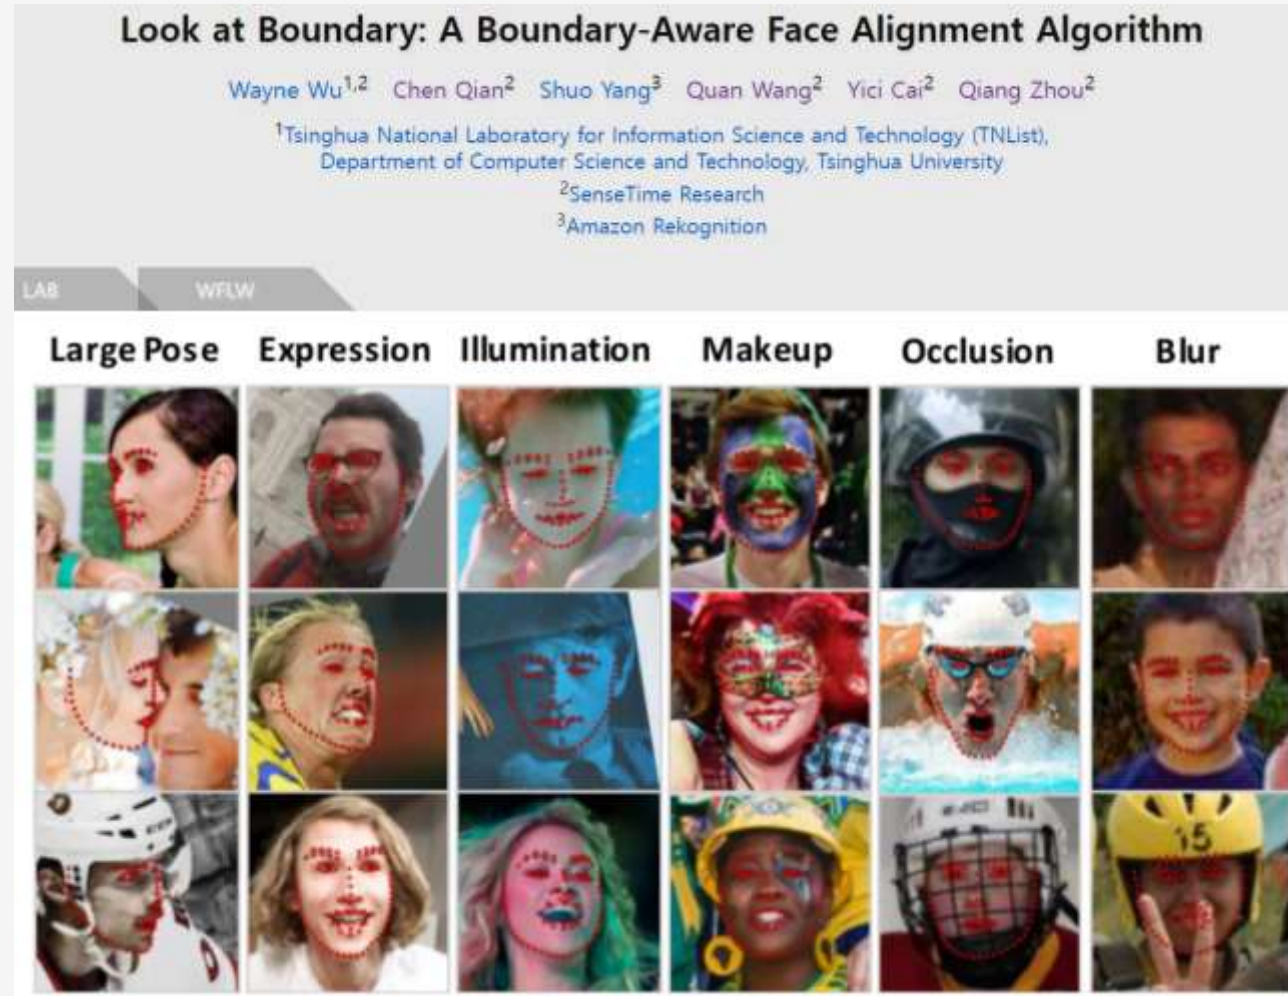 Look at Boundary: A Boundary-Aware Face Alignment Algorithm
Wayne Wu1,2 Chen Qian2 Shuo Yang3 Quan Wang2 Yici Cai2 Qiang Zhou2
1Tsinghua National Laboratory for Information Science and Technology (TNList),
Department of Computer Science and Technology, Tsinghua University
2SenseTime Research
3Amazon Rekognition
LAB WFLW
Large Pose Expression Illumination Makeup Occlusion Blur
15